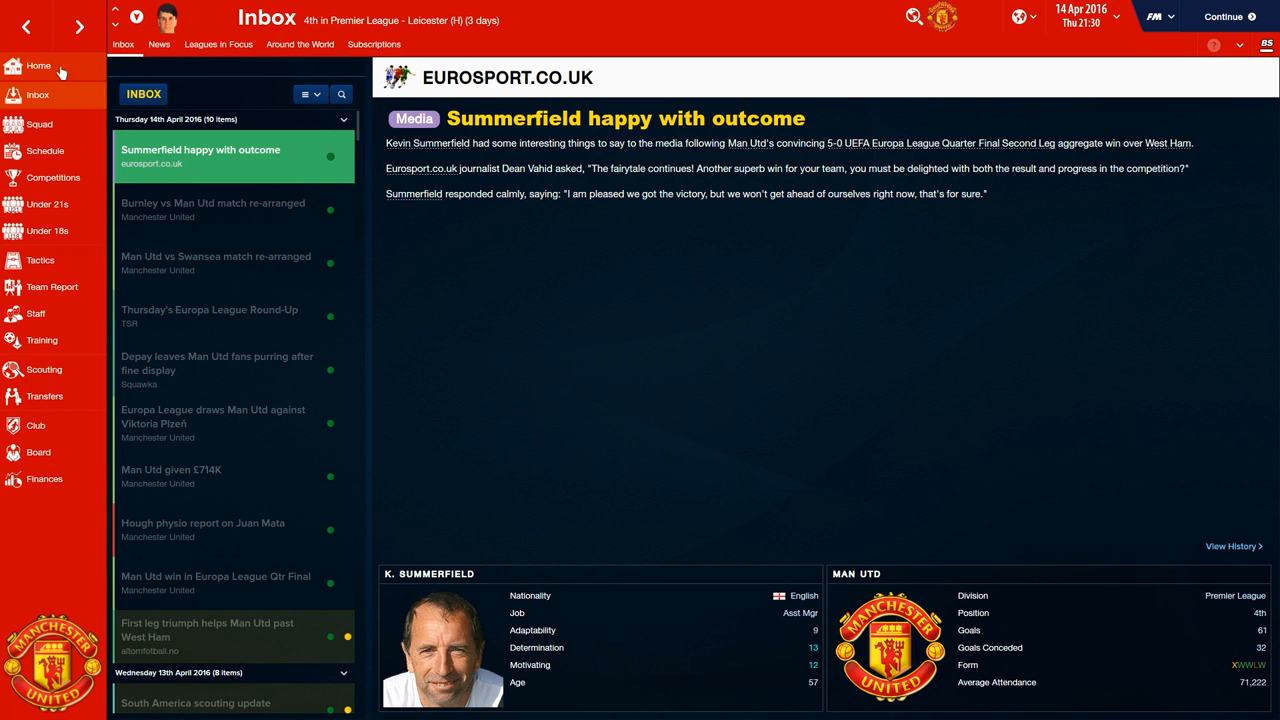 Inbox 4th in Premier League - Leicester (H) (3 days)
14 Apr 2016
Thu 21:30
FM
Continue
Inbox News Leagues in Focus Around the World Subscriptions
?
BS
Home
Inbox
Squad
Schedule
Competitions
Under 21s
Under 18s
Tactics
Team Report
Staff
Training
Scouting
Transfers
Club
Board
Finances
MANCHESTER
UNITED
INBOX
Thursday 14th April 2016 (10 items)
Summerfield happy with outcome
eurosport.co.uk
Burnley vs Man Utd match re-arranged
Manchester United
Man Utd vs Swansea match re-arranged
Manchester United
Thursday's Europa League Round-Up
TSR
Depay leaves Man Utd fans purring after
fine display
Squawka
Europa League draws Man Utd against
Viktoria Plzeň
Manchester United
Man Utd given £714K
Manchester United
Hough physio report on Juan Mata
Manchester United
Man Utd win in Europa League Qtr Final
Manchester United
First leg triumph helps Man Utd past
West Ham
altomfotball.no
Wednesday 13th April 2016 (8 items)
South America scouting update
EUROSPORT.CO.UK
Media Summerfield happy with outcome
Kevin Summerfield had some interesting things to say to the media following Man Utd's convincing 5-0 UEFA Europa League Quarter Final Second Leg aggregate win over West Ham.
Eurosport.co.uk journalist Dean Vahid asked, "The fairytale continues! Another superb win for your team, you must be delighted with both the result and progress in the competition?"
Summerfield responded calmly, saying: "I am pleased we got the victory, but we won't get ahead of ourselves right now, that's for sure."
View History >
K. SUMMERFIELD
Nationality English
Job Asst Mgr
Adaptability 9
Determination 13
Motivating 12
Age 57
MAN UTD
MANCHESTER
UNITED
Division Premier League
Position 4th
Goals 61
Goals Conceded 32
Form XWWLW
Average Attendance 71,222